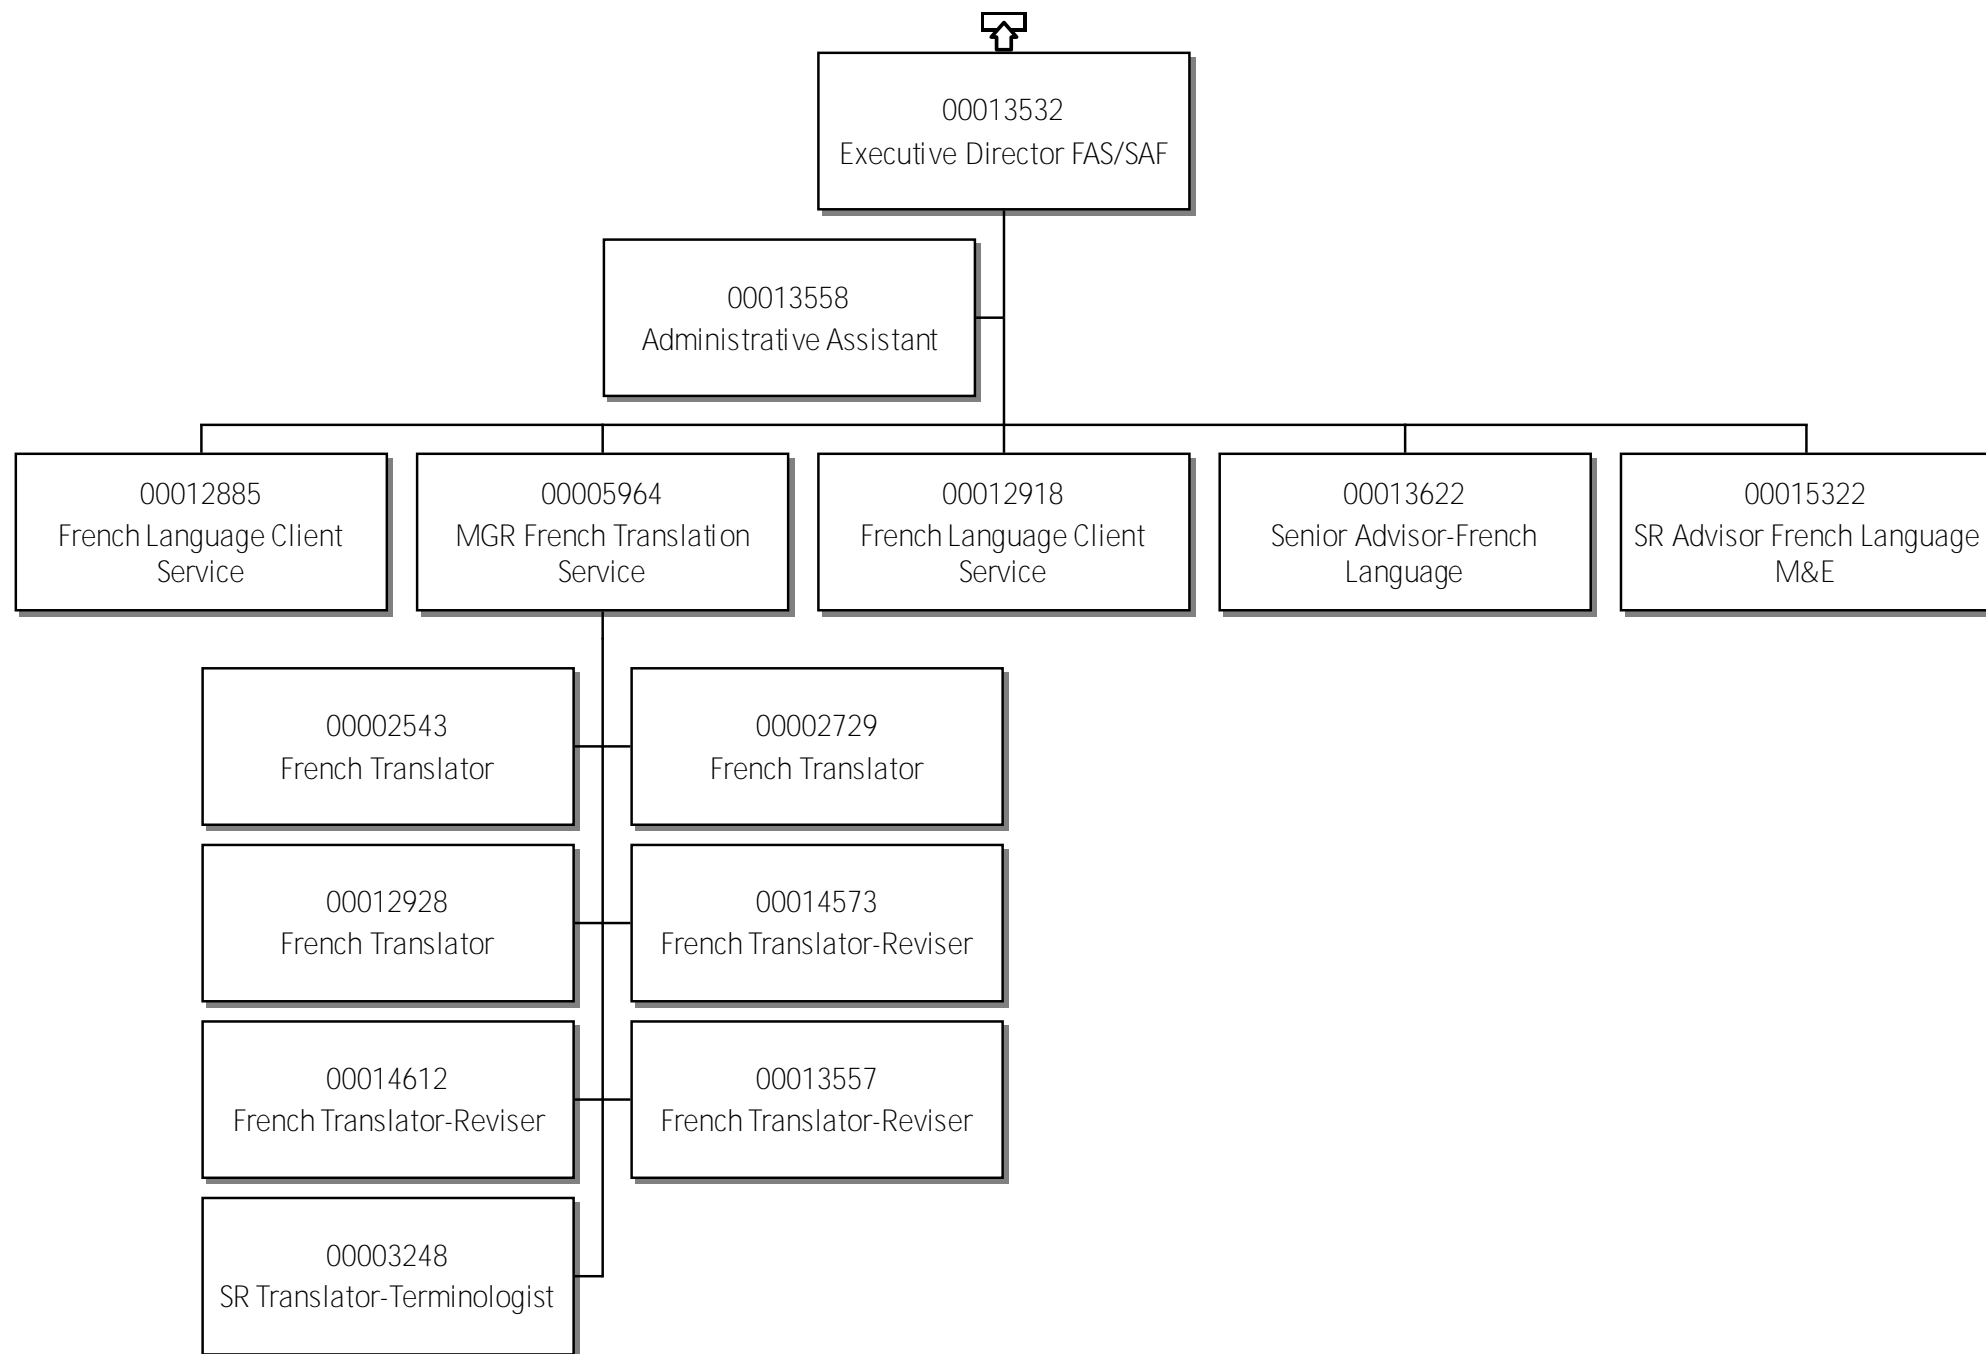 00013532
Executive Director FAS/SAF
00013558
Administrative Assistant
00012885
French Language Client
Service
00005964
MGR French Translation
Service
00012918
French Language Client
Service
00013622
Senior Advisor-French
Language
00015322
SR Advisor French Language
M&E
00002543
French Translator
00002729
French Translator
00012928
French Translator
00014573
French Translator-Reviser
00014612
French Translator-Reviser
00013557
French Translator-Reviser
00003248
SR Translator-Terminologist